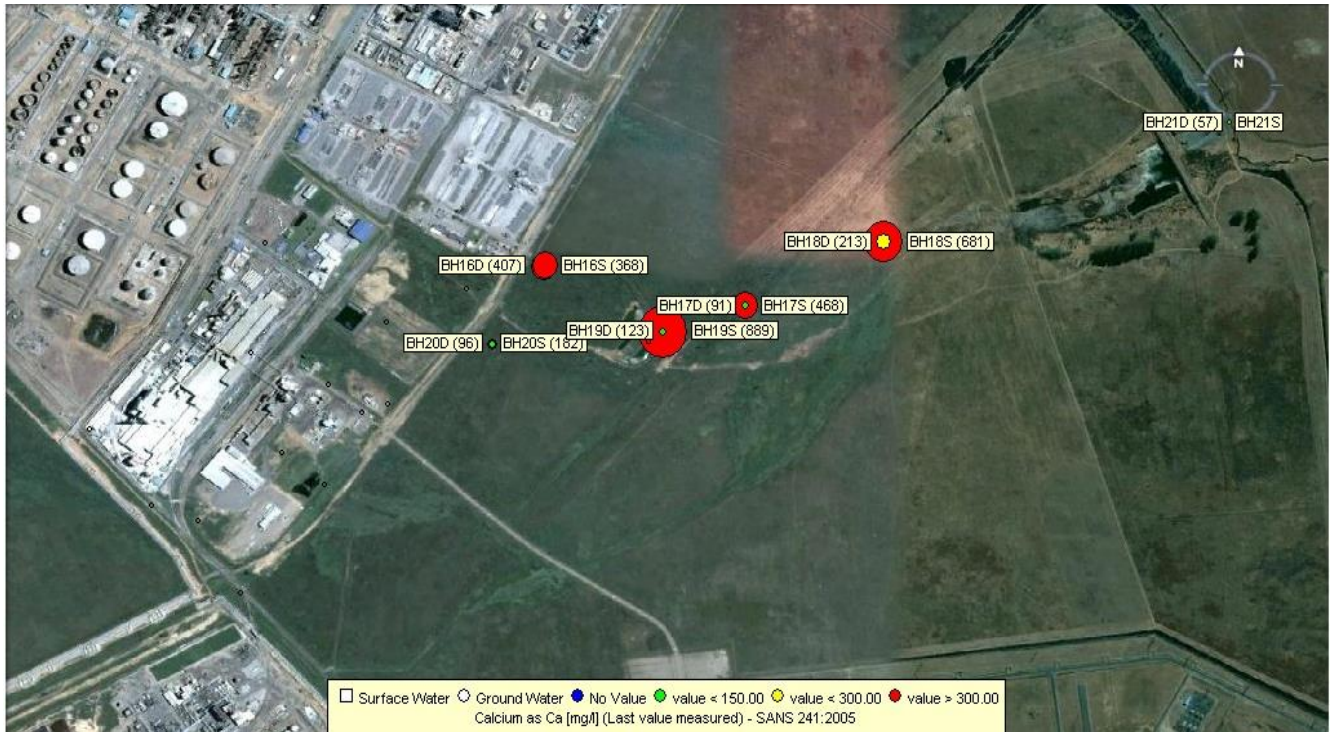 N
BH21D (57) BH21S
BH18D (213) BH18S (681)
BH16D (407) BH16S (368)
BH17D (91) BH17S (468)
BH19D (123) BH19S (889)
BH20D (96) BH20S (182)
Surface Water Ground Water No Value value < 150.00 value < 300.00 value > 300.00
Calcium as Ca [mg/l] (Last value measured) - SANS 241:2005